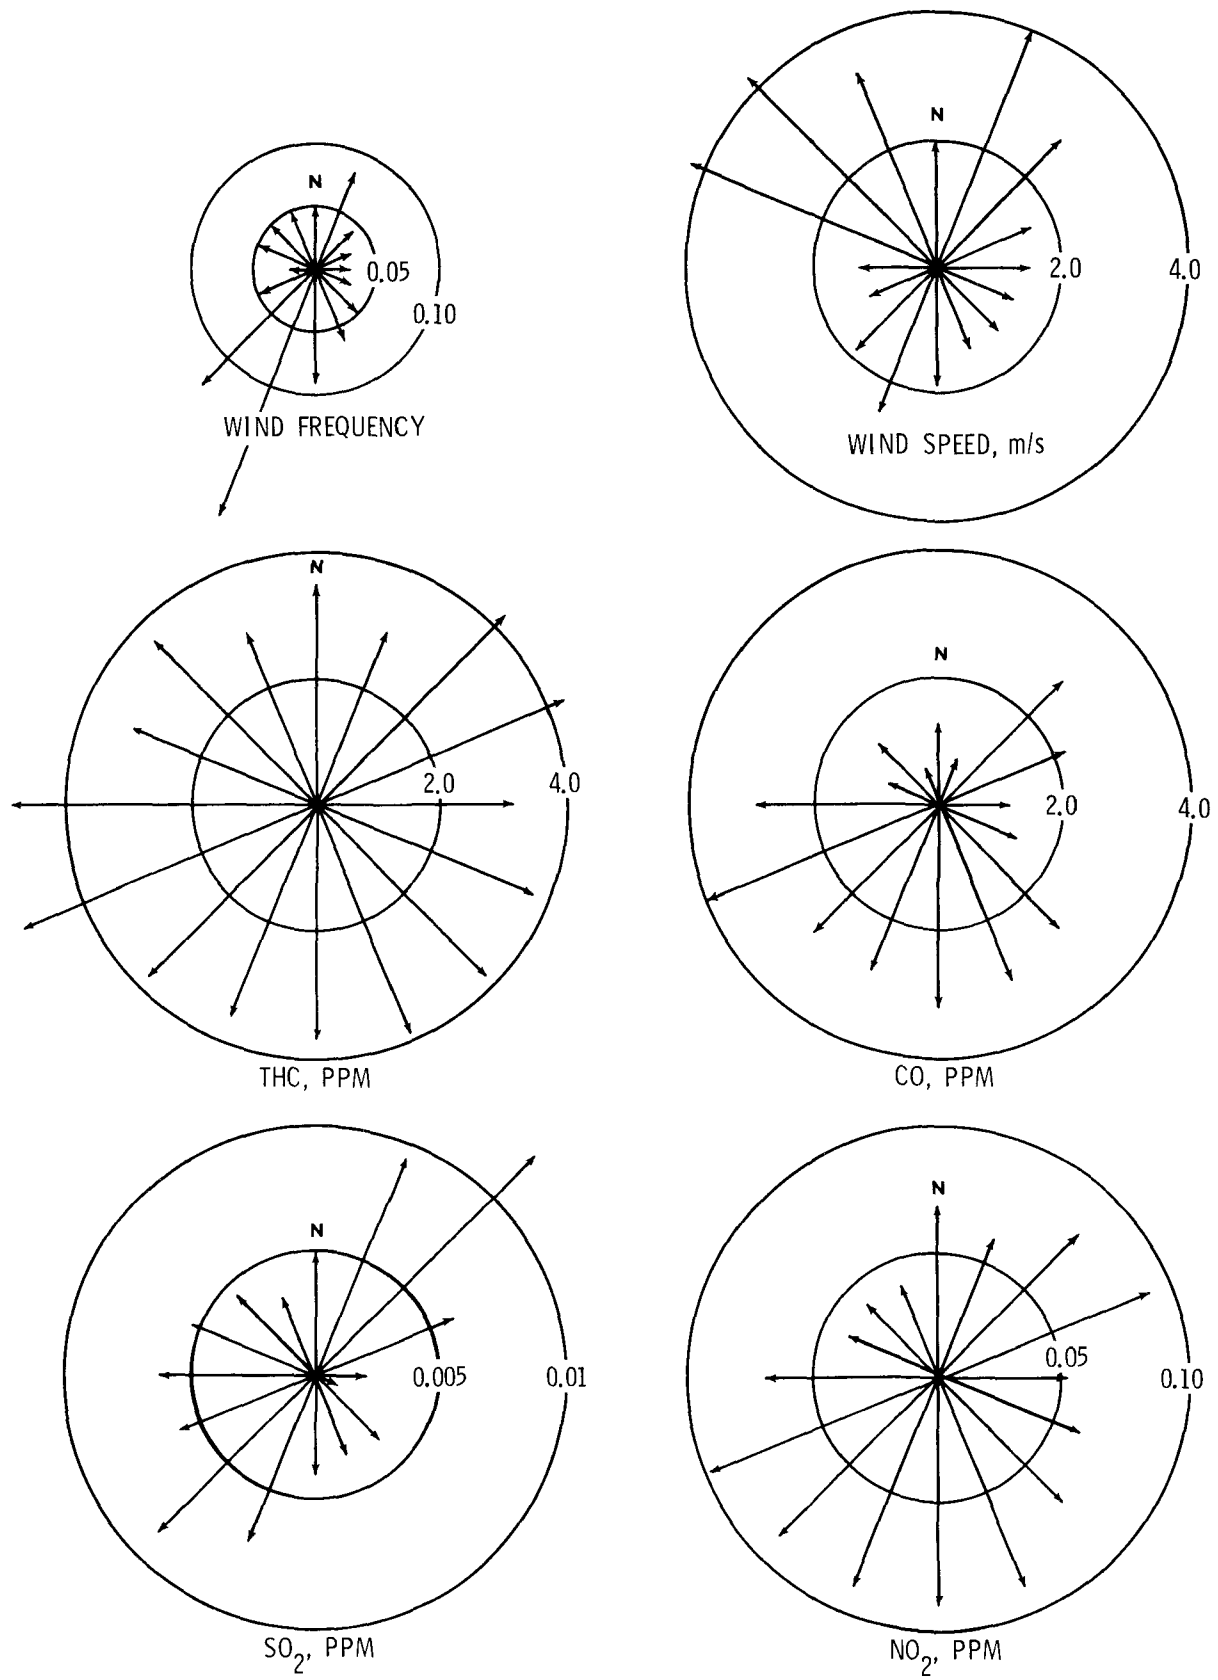 N
0.05
0.10
WIND FREQUENCY
N
2.0
4.0
WIND SPEED, m/s
N
2.0
4.0
THC, PPM
N
2.0
4.0
CO, PPM
N
0.005
0.01
SO2, PPM
N
0.05
0.10
NO2, PPM